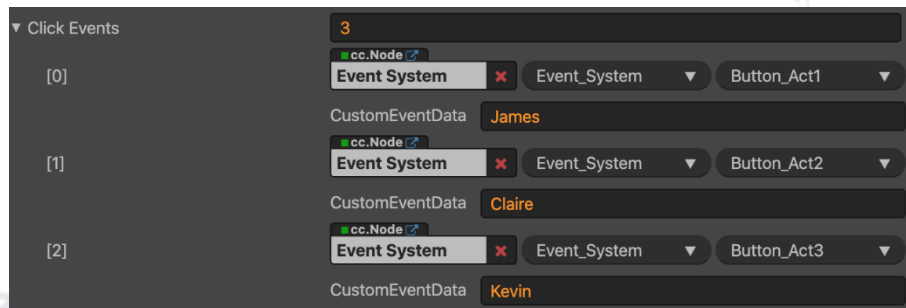 Click Events 3
cc.Node
[0] Event System Event_System Button_Act1
CustomEventData James
cc.Node
[1] Event System Event_System Button_Act2
CustomEventData Claire
cc.Node
[2] Event System Event_System Button_Act3
CustomEventData Kevin